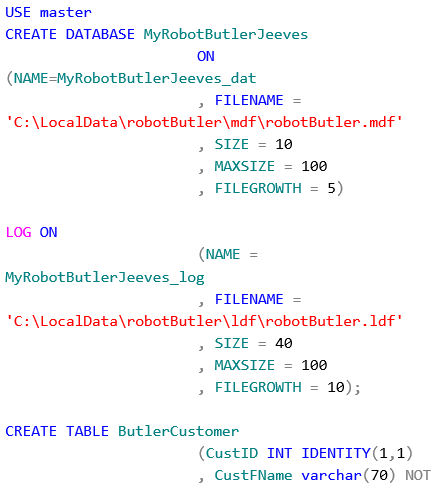 USE master
CREATE DATABASE MyRobotButlerJeeves
ON
(NAME=MyRobotButlerJeeves_dat
, FILENAME =
'C:\LocalData\robotButler\mdf\robotButler.mdf'
, SIZE = 10
, MAXSIZE = 100
, FILEGROWTH = 5)
LOG ON
(NAME =
MyRobotButlerJeeves_log
, FILENAME =
'C:\LocalData\robotButler\ldf\robotButler.ldf'
, SIZE = 40
, MAXSIZE = 100
, FILEGROWTH = 10);
CREATE TABLE ButlerCustomer
(CustID INT IDENTITY(1,1)
, CustFName varchar(70) NOT